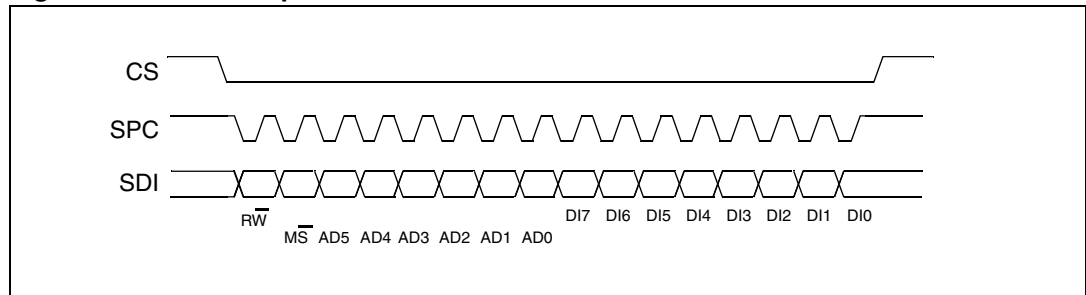 CS
SPC
SDI
RW̅ DI7 DI6 DI5 DI4 DI3 DI2 DI1 DI0
MS̅ AD5 AD4 AD3 AD2 AD1 AD0